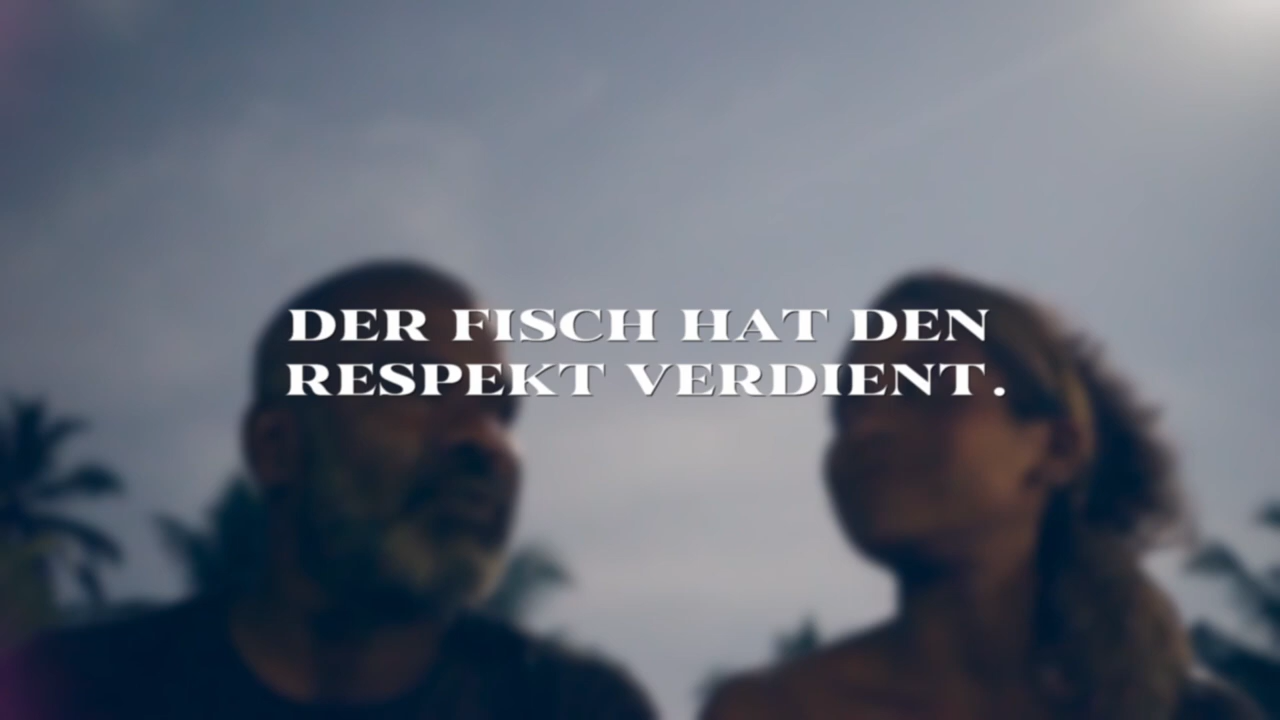 DER FISCH HAT DEN
RESPEKT VERDIENT.